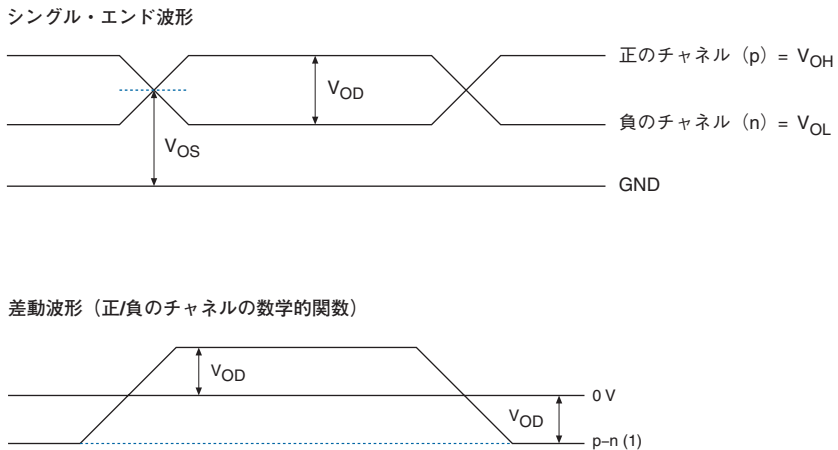 シングル・エンド波形
正のチャネル（p）= VOH
VOD
負のチャネル（n）= VOL
VOS
GND
差動波形（正/負のチャネルの数学的関数）
VOD
0 V
VOD
p−n (1)